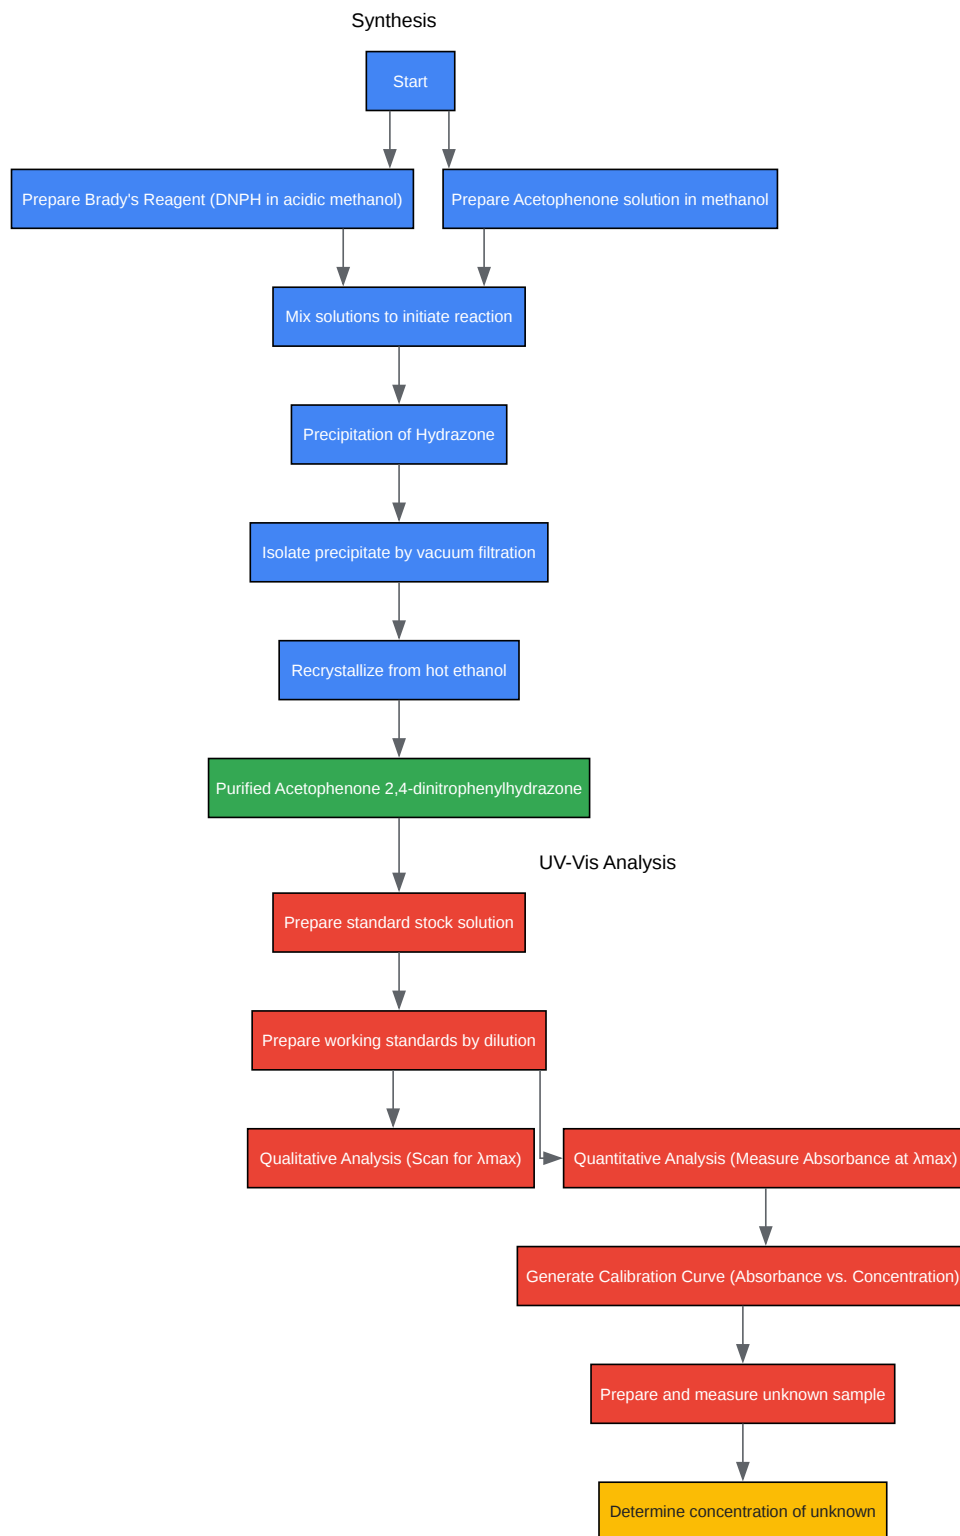 Synthesis
Start
Prepare Brady's Reagent (DNPH in acidic methanol)
Prepare Acetophenone solution in methanol
Mix solutions to initiate reaction
Precipitation of Hydrazone
Isolate precipitate by vacuum filtration
Recrystallize from hot ethanol
Purified Acetophenone 2,4-dinitrophenylhydrazone
UV-Vis Analysis
Prepare standard stock solution
Prepare working standards by dilution
Qualitative Analysis (Scan for λmax)
Quantitative Analysis (Measure Absorbance at λmax)
Generate Calibration Curve (Absorbance vs. Concentration)
Prepare and measure unknown sample
Determine concentration of unknown